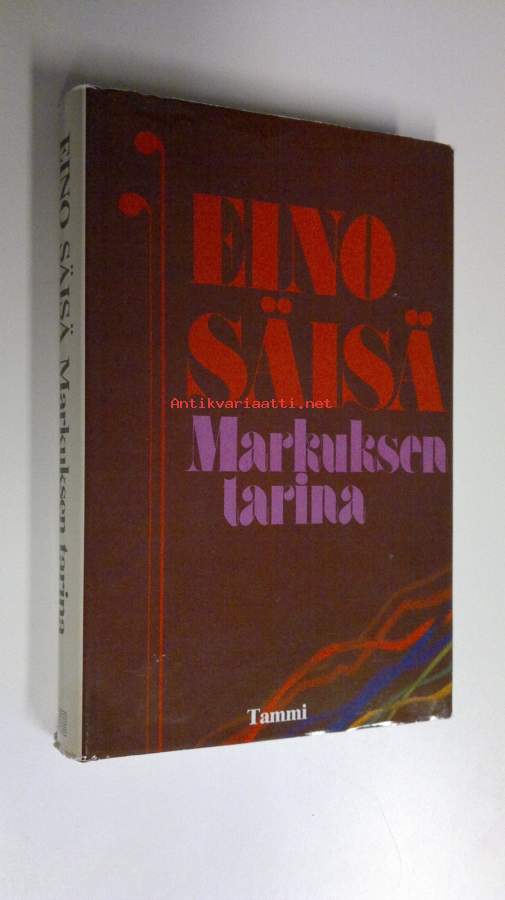 EINO SÄISÄ Markuksen tarina
EINO
SÄISÄ
Antikvariaatti.net
Markuksen
tarina
Tammi